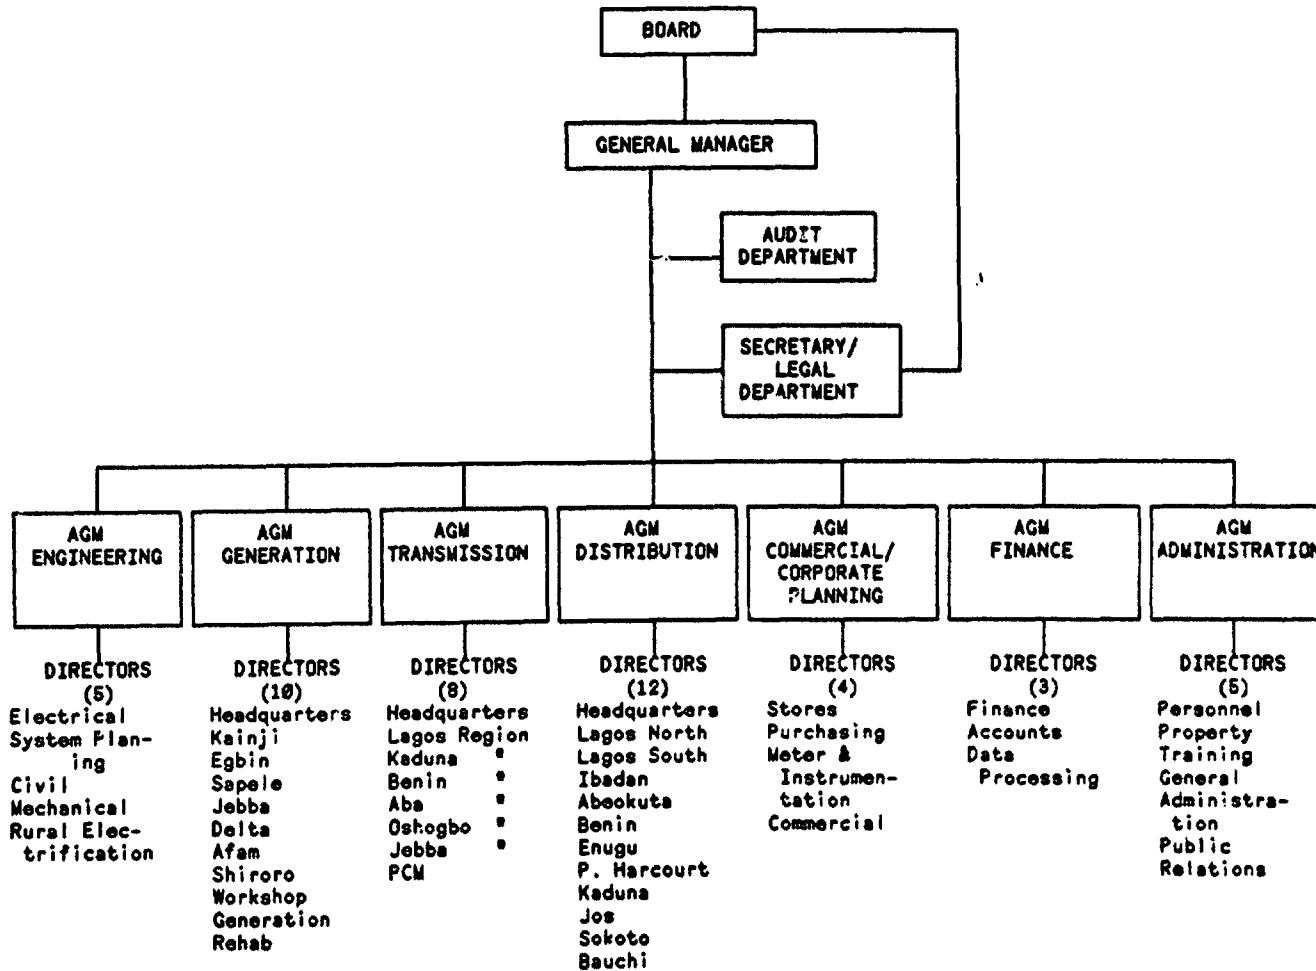 BOARD
GENERAL MANAGER
AUDIT
DEPARTMENT
SECRETARY/
LEGAL
DEPARTMENT
AGM
ENGINEERING
AGM
GENERATION
AGM
TRANSMISSION
AGM
DISTRIBUTION
AGM
COMMERCIAL/
CORPORATE
PLANNING
AGM
FINANCE
AGM
ADMINISTRATION
DIRECTORS
(5)
Electrical
System Plan-
ing
Civil
Mechanical
Rural Elec-
trification
DIRECTORS
(10)
Headquarters
Kainji
Egbin
Sapele
Jebba
Delta
Afam
Shiroro
Workshop
Generation
Rehab
DIRECTORS
(8)
Headquarters
Lagos Region
Kaduna "
Benin "
Aba "
Oshogbo "
Jebba "
PCM
DIRECTORS
(12)
Headquarters
Lagos North
Lagos South
Ibadan
Abeokuta
Benin
Enugu
P. Harcourt
Kaduna
Jos
Sokoto
Bauchi
DIRECTORS
(4)
Stores
Purchasing
Meter &
Instrumen-
tation
Commercial
DIRECTORS
(3)
Finance
Accounts
Data
Processing
DIRECTORS
(5)
Personnel
Property
Training
General
Administra-
tion
Public
Relations